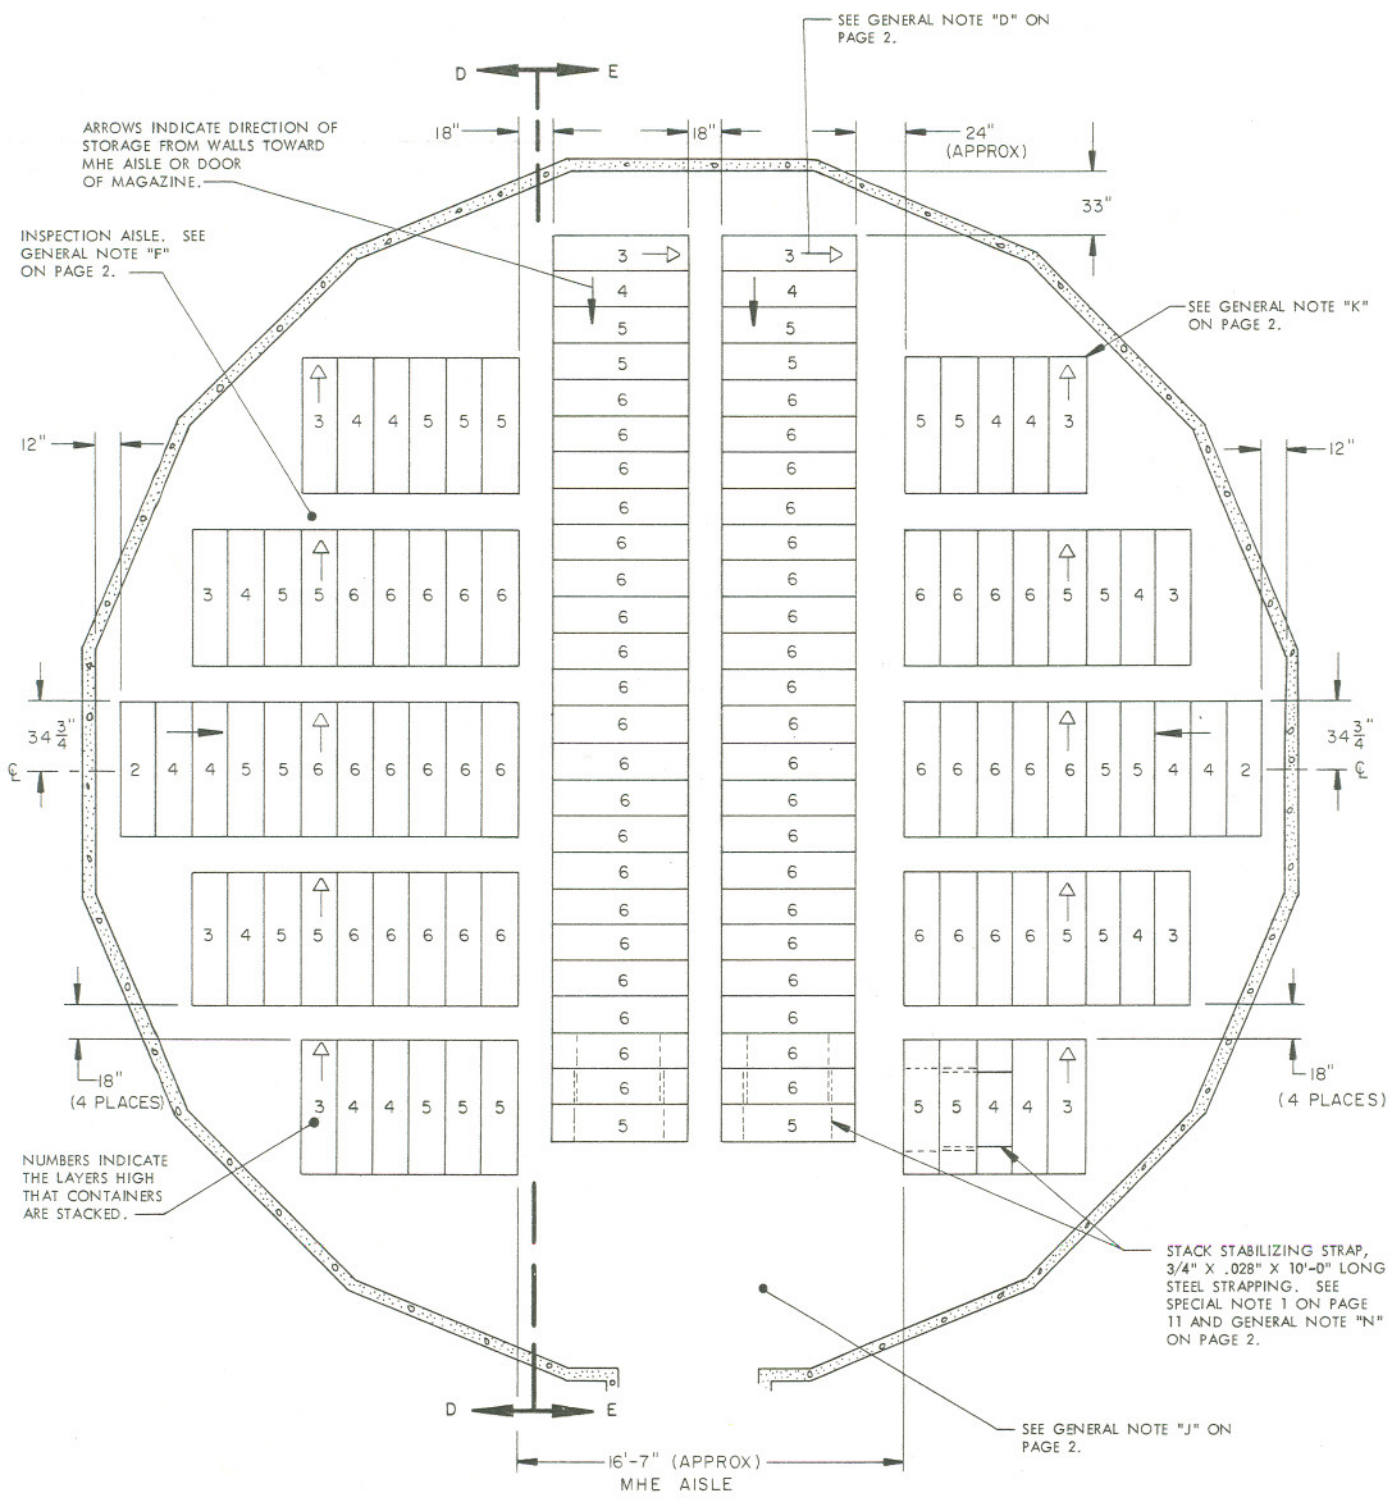 SEE GENERAL NOTE "D" ON
PAGE 2.
D E
ARROWS INDICATE DIRECTION OF
STORAGE FROM WALLS TOWARD
MHE AISLE OR DOOR
OF MAGAZINE.
18" 18" 24"
(APPROX)
33"
INSPECTION AISLE. SEE
GENERAL NOTE "F"
ON PAGE 2.
SEE GENERAL NOTE "K"
ON PAGE 2.
3 3
4 4
5 5
5 5
6 6
3 4 4 5 5 5 6 6 5 5 4 4 3
12" 12"
6 6
6 6
6 6
6 6
3 4 5 5 6 6 6 6 6 6 6 6 6 6 5 5 4 3
6 6
6 6
6 6
6 6
34 3/4" 34 3/4"
℄ 2 4 4 5 5 6 6 6 6 6 6 6 6 6 6 6 6 6 5 5 4 4 2 ℄
6 6
6 6
6 6
6 6
3 4 5 5 6 6 6 6 6 6 6 6 6 6 5 5 4 3
6 6
6 6
6 6
18" 18"
(4 PLACES) (4 PLACES)
6 6
3 4 4 5 5 5 5 5 5 5 4 4 3
NUMBERS INDICATE
THE LAYERS HIGH
THAT CONTAINERS
ARE STACKED.
STACK STABILIZING STRAP,
3/4" X .028" X 10'-0" LONG
STEEL STRAPPING. SEE
SPECIAL NOTE 1 ON PAGE
11 AND GENERAL NOTE "N"
ON PAGE 2.
D E
SEE GENERAL NOTE "J" ON
PAGE 2.
16'-7" (APPROX)
MHE AISLE